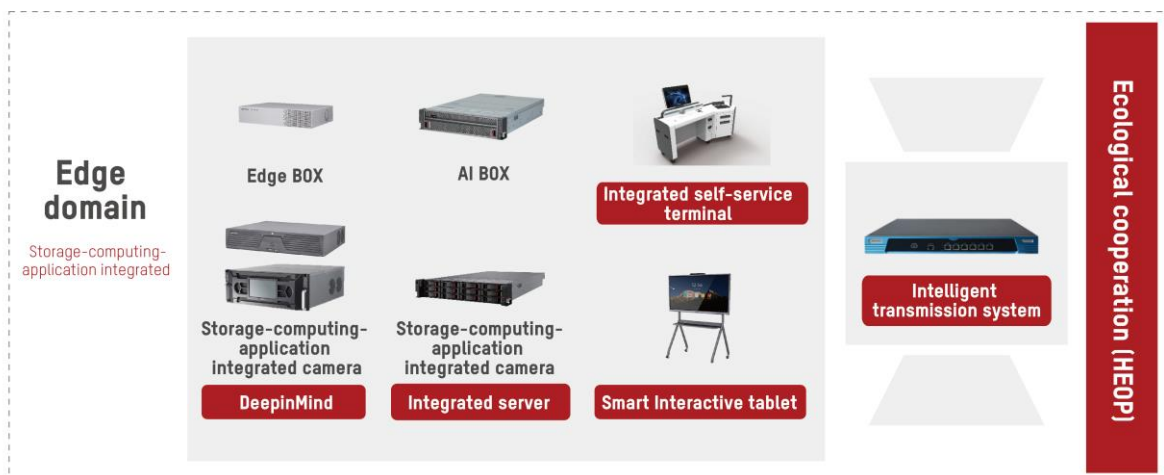 Edge
domain
Storage-computing-
application integrated
Edge BOX
AI BOX
Integrated self-service
terminal
Storage-computing-
application
integrated camera
DeepinMind
Storage-computing-
application
integrated camera
Integrated server
Smart Interactive tablet
Intelligent
transmission system
Ecological cooperation (HEOP)